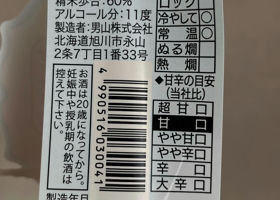 精米歩合:60%
アルコール分:11度
製造者:男山株式会社
北海道旭川市永山
2条7丁目1番33号
お酒は20歳になってから。
妊娠中や授乳期の飲酒は
控えて下さい。
4990516030041
製造年月
ロック
冷やして○
常温○
ぬる燗
熱燗
◆甘辛の目安
(当社比)
超甘口
甘口
やや甘口
やや辛口
辛口
大辛口